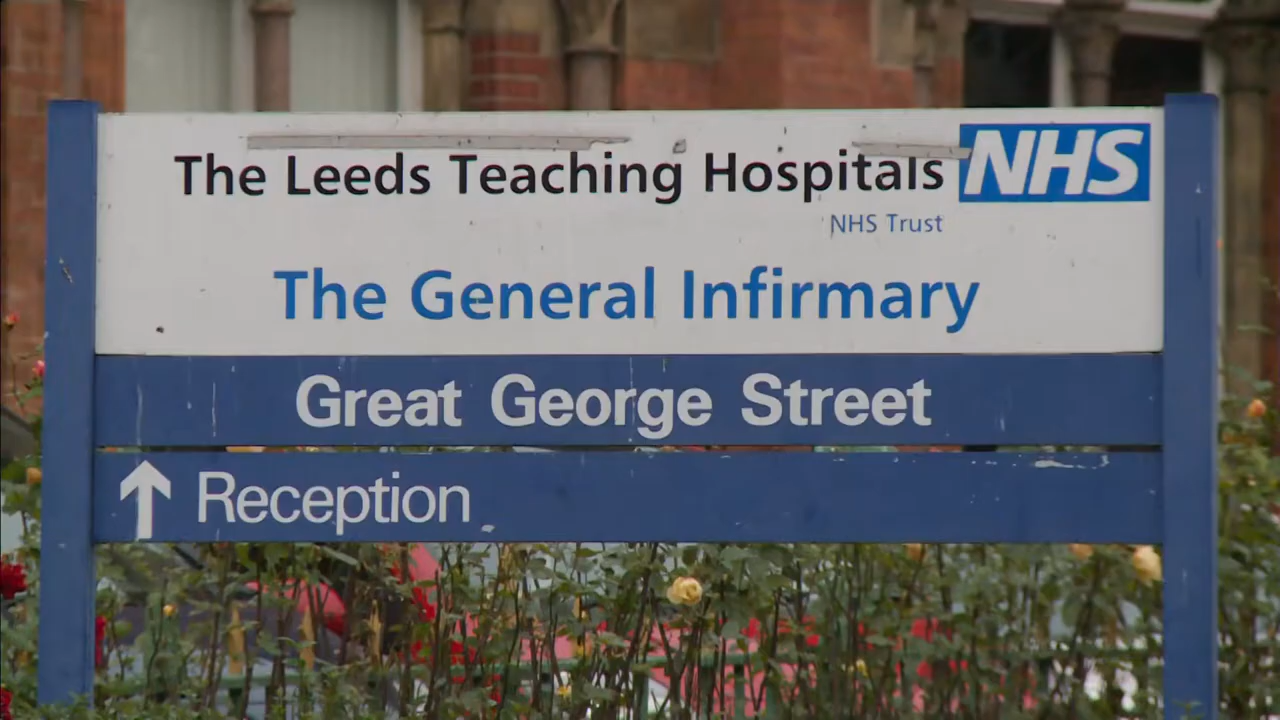 The Leeds Teaching Hospitals NHS
NHS Trust
The General Infirmary
Great George Street
Reception